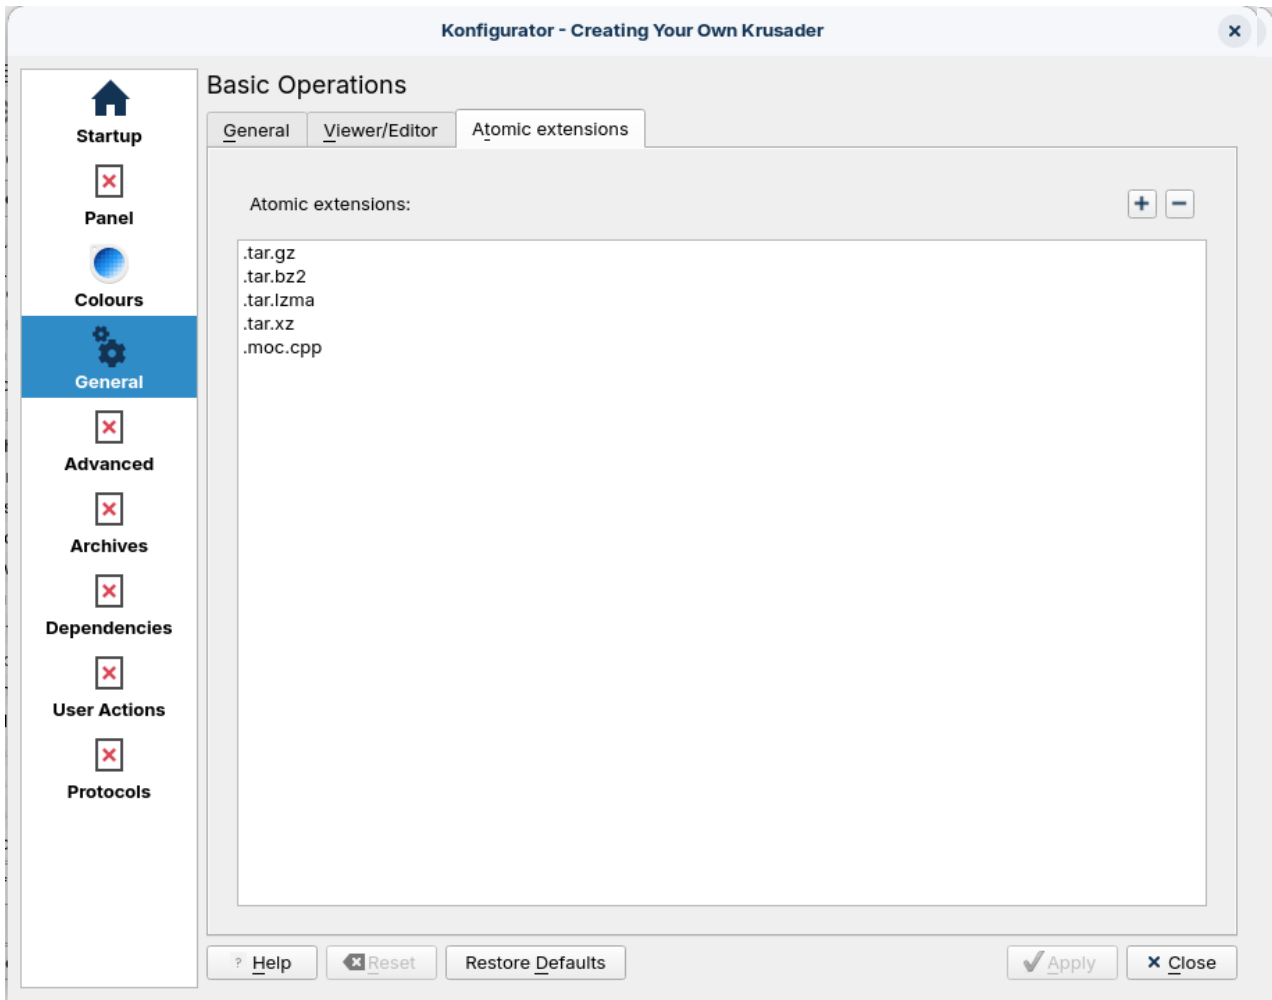 Konfigurator - Creating Your Own Krusader
Startup
Panel
Colours
General
Advanced
Archives
Dependencies
User Actions
Protocols
Basic Operations
General
Viewer/Editor
Atomic extensions
Atomic extensions:
.tar.gz
.tar.bz2
.tar.lzma
.tar.xz
.moc.cpp
? Help
Reset
Restore Defaults
Apply
Close